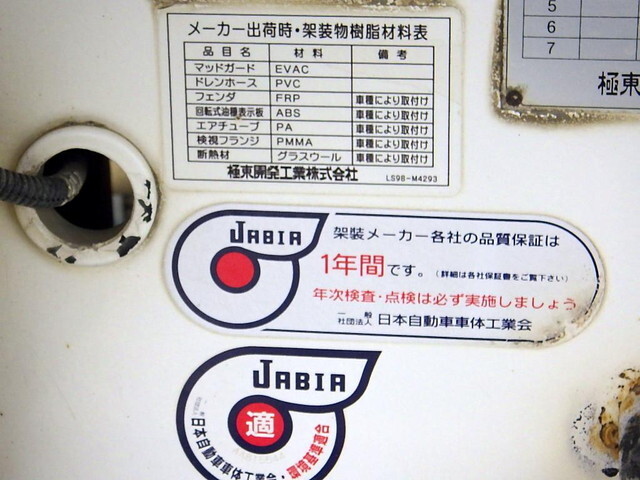 メーカー出荷時・架装物樹脂材料表
品目名 材料 備考
マッドガード EVAC
ドレンホース PVC
フェンダ FRP 車種により取付け
回転式油種表示板 ABS 車種により取付け
エアチューブ PA 車種により取付け
検視フランジ PMMA 車種により取付け
断熱材 グラスウール 車種により取付け
極東開発工業株式会社 LS98-M4293
5
6
7
極東
JABIA
架装メーカー各社の品質保証は
1年間です。(詳細は各社保証書をご覧下さい)
年次検査・点検は必ず実施しましょう
一般社団法人 日本自動車車体工業会
JABIA
適
日本自動車車体工業会・
環境基準適合